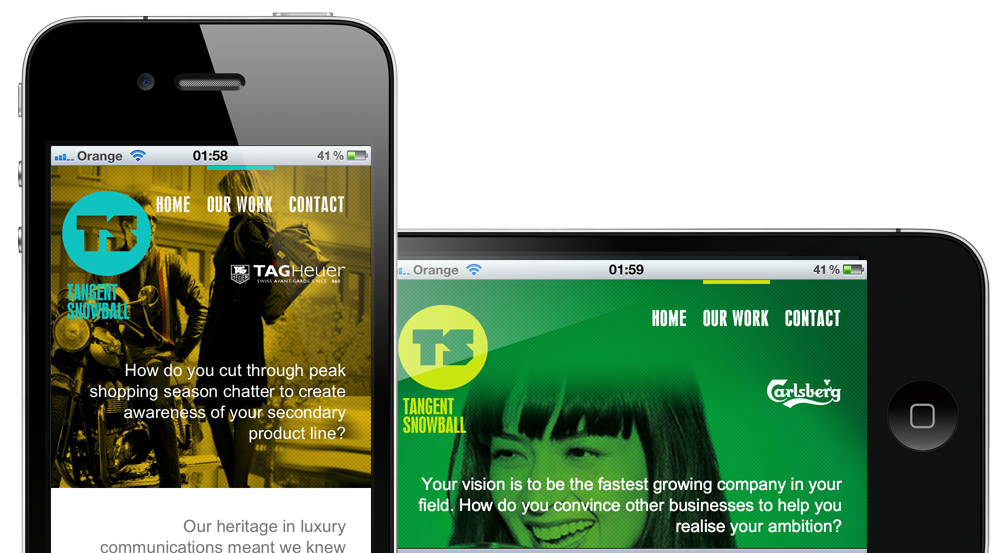 Orange 01:58 41 %
HOME OUR WORK CONTACT
TS
TANGENT
SNOWBALL
TAGHeuer
SWISS AVANT-GARDE SINCE 1860
How do you cut through peak
shopping season chatter to create
awareness of your secondary
product line?
Our heritage in luxury
communications meant we knew
Orange 01:59 41 %
HOME OUR WORK CONTACT
TS
TANGENT
SNOWBALL
Carlsberg
Your vision is to be the fastest growing company in your
field. How do you convince other businesses to help you
realise your ambition?